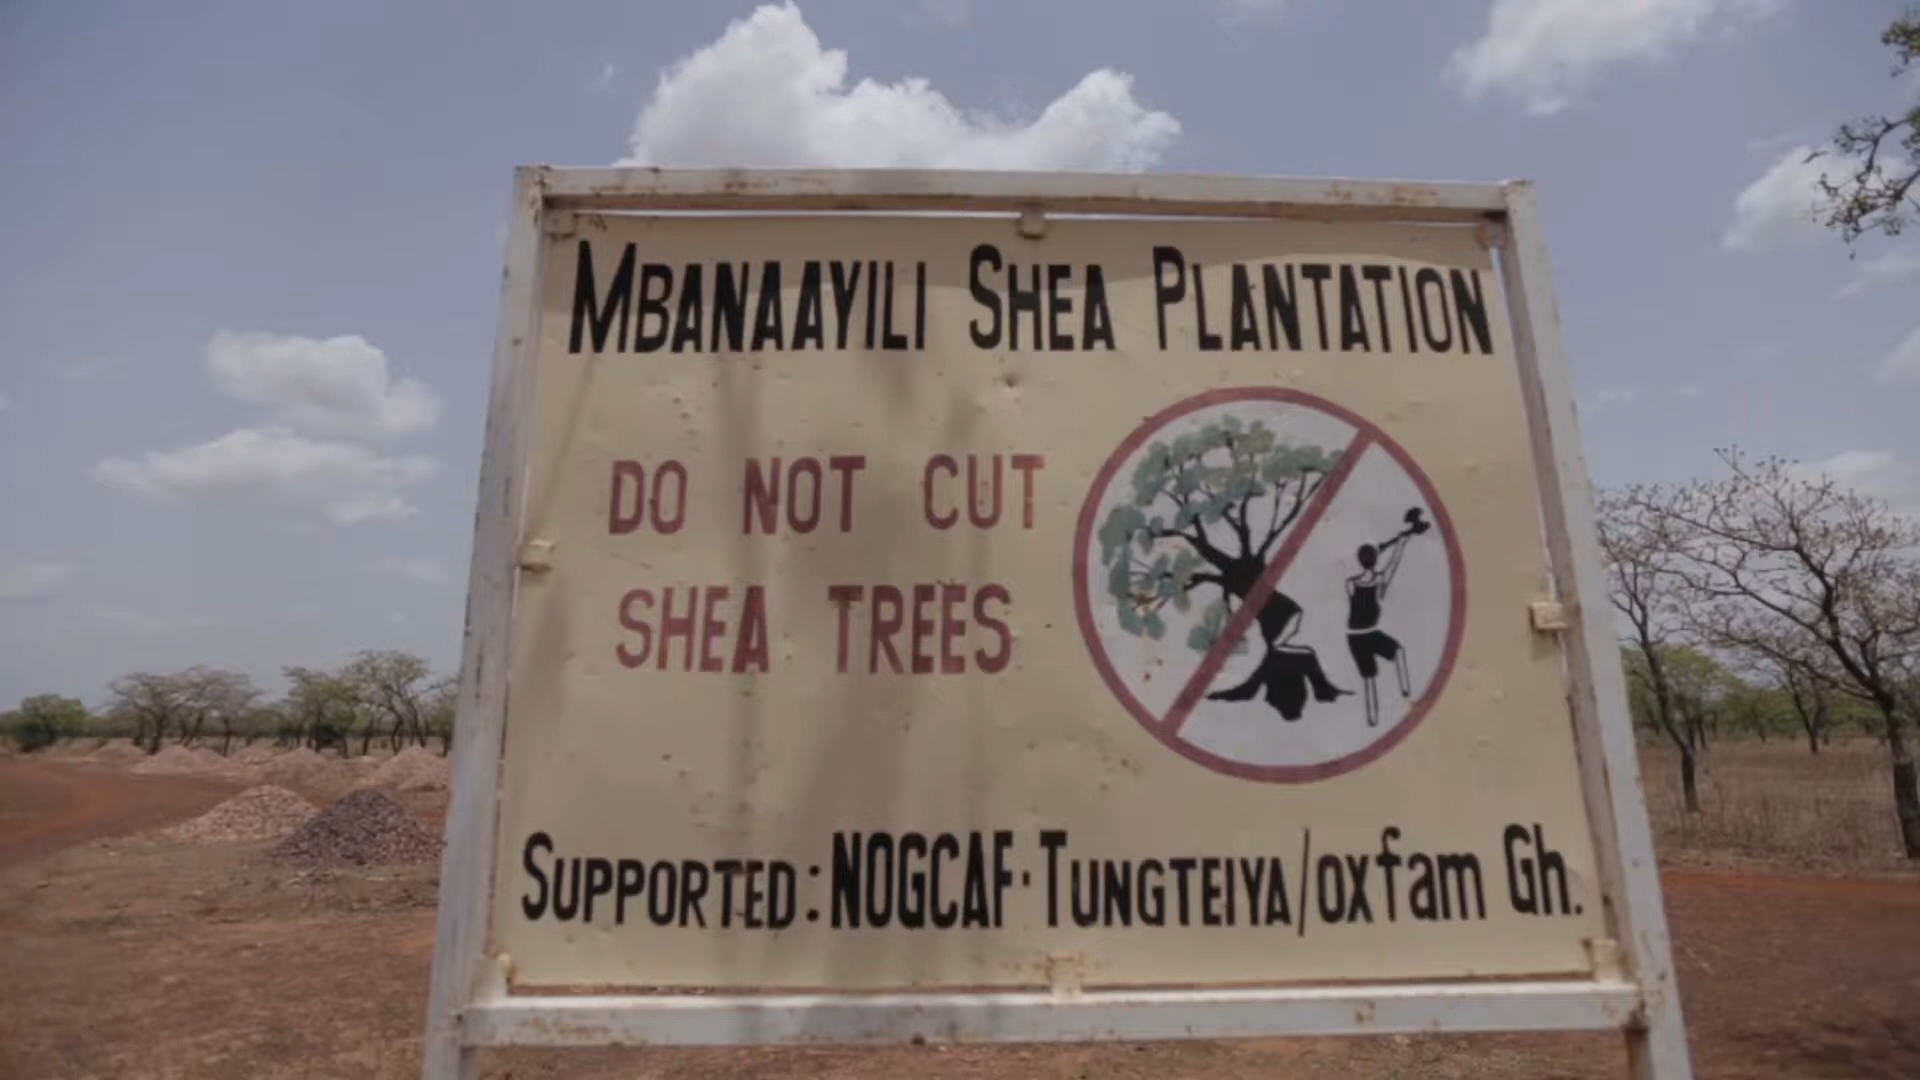 MBANAAYILI SHEA PLANTATION
DO NOT CUT
SHEA TREES
SUPPORTED: NOGCAF·TUNGTEIYA/oxfam Gh.